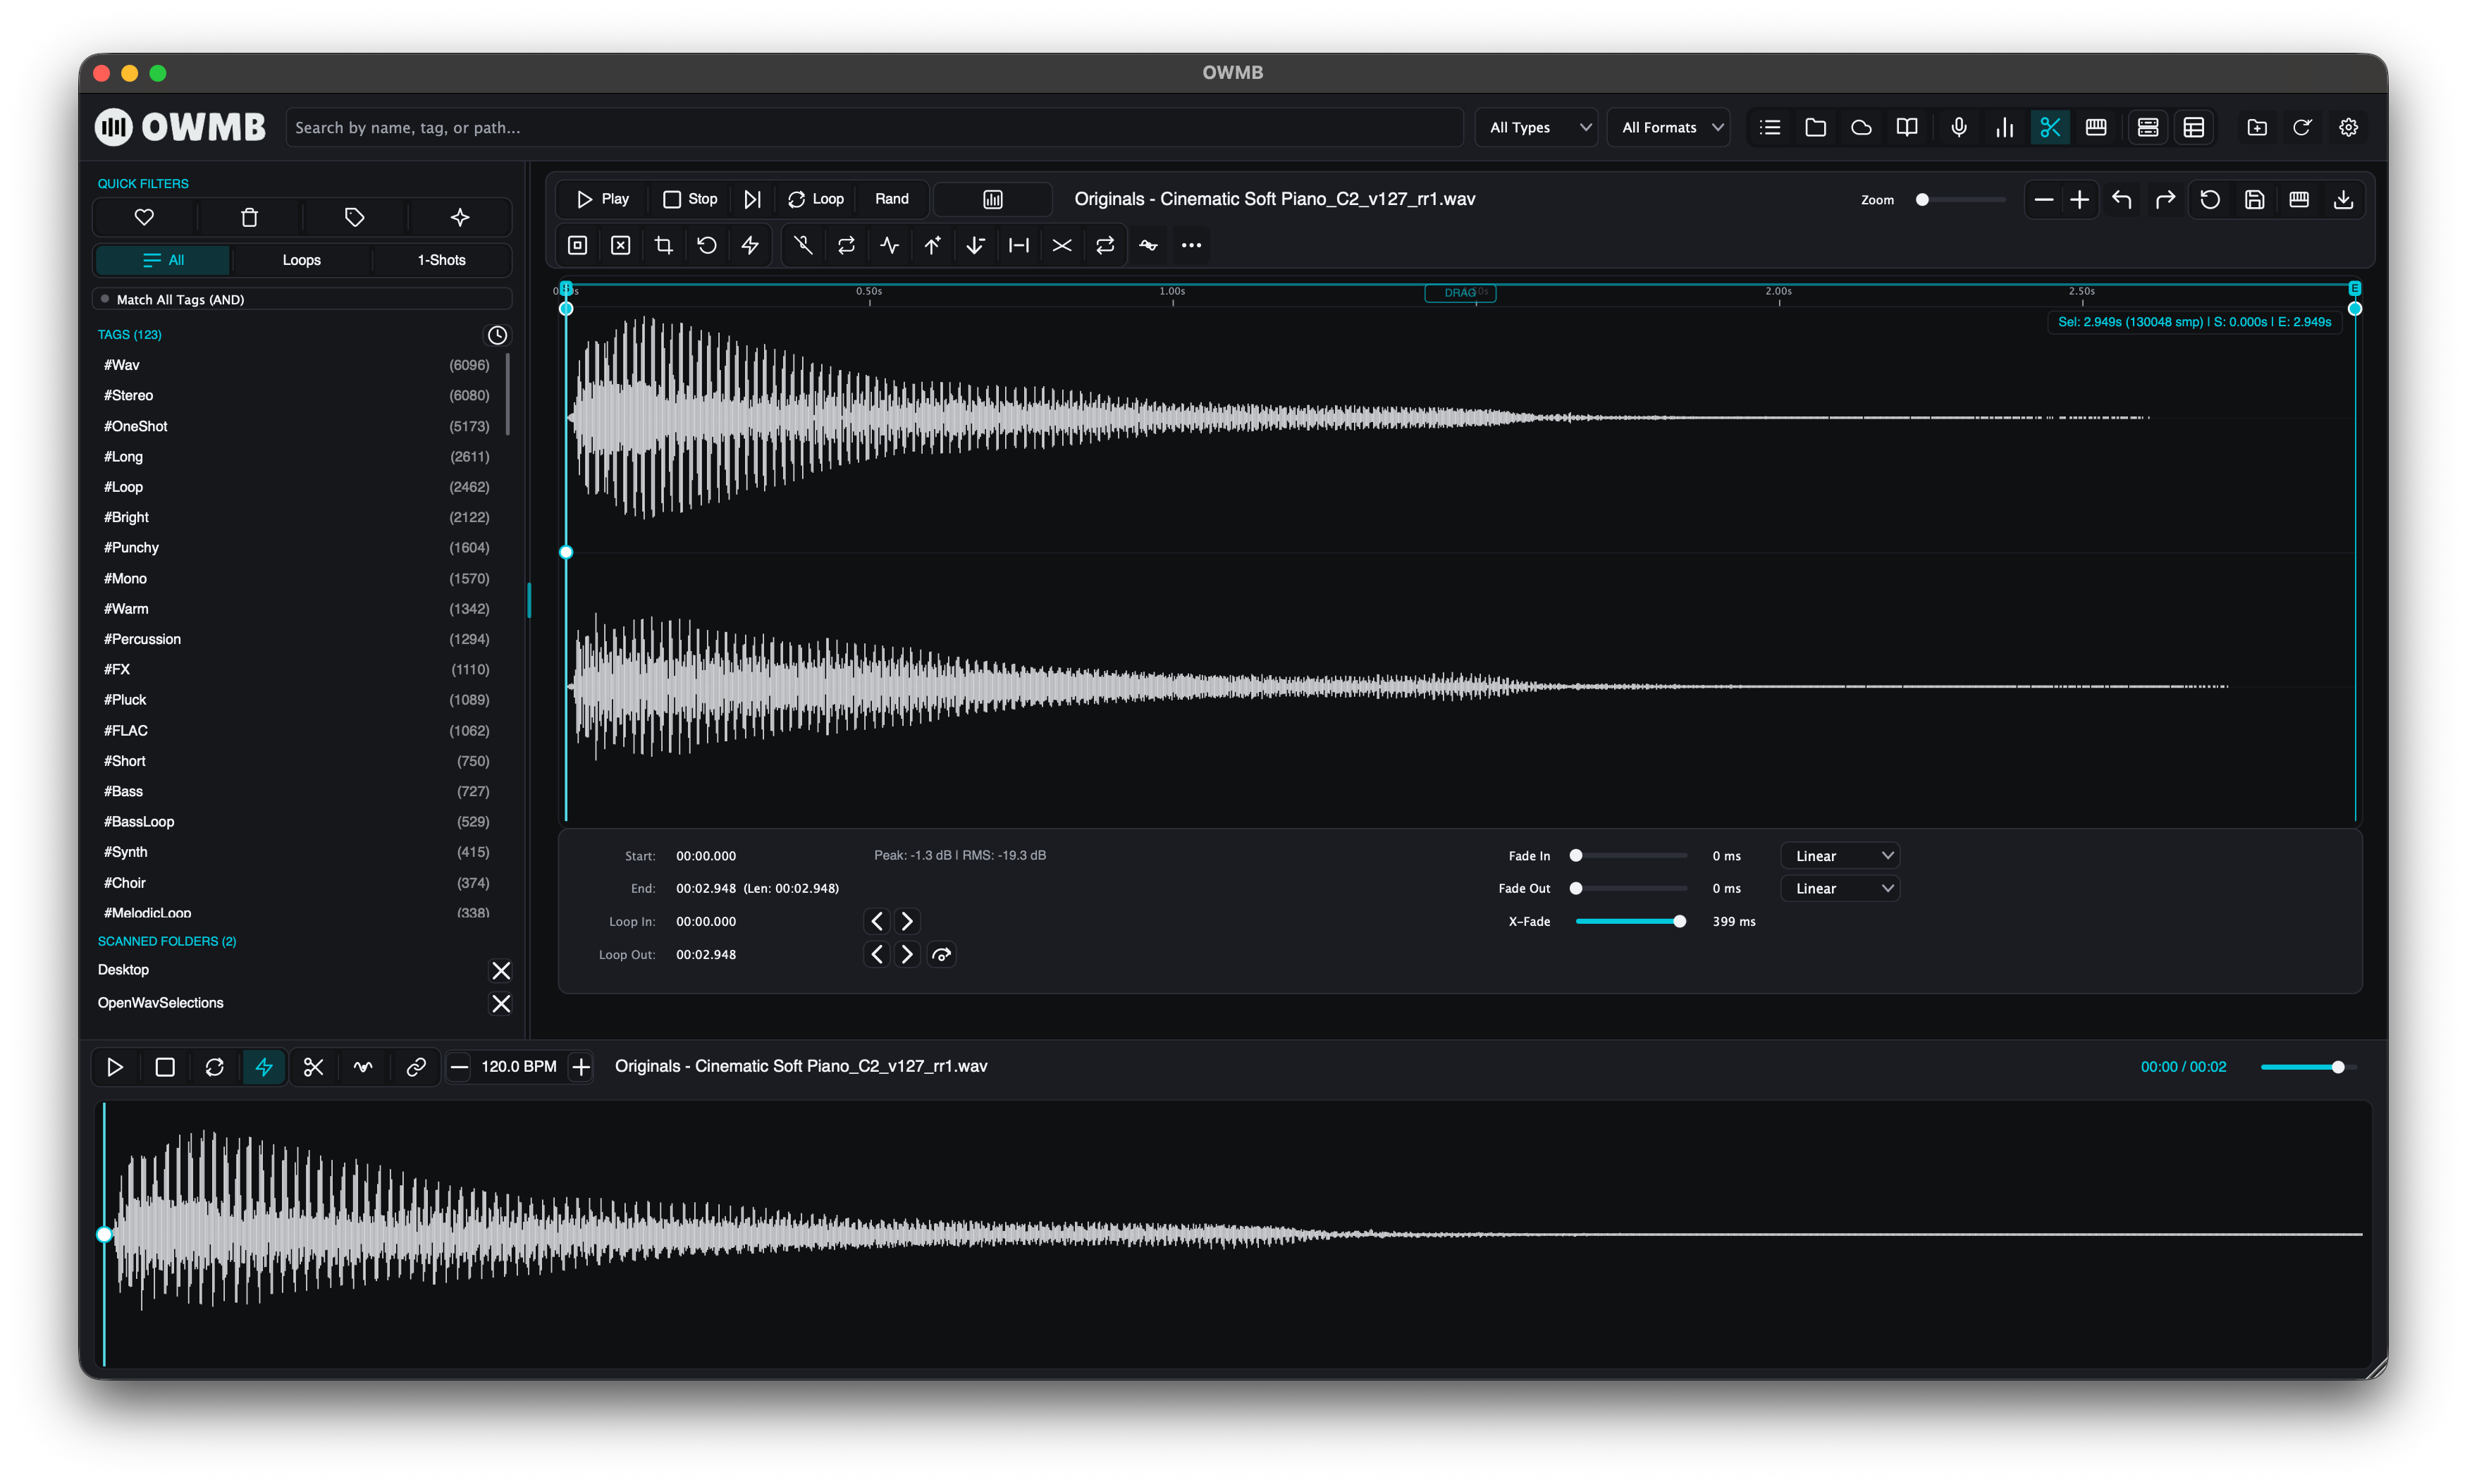 OWMB
OWMB
Search by name, tag, or path...
All Types
All Formats
QUICK FILTERS
All
Loops
1-Shots
Match All Tags (AND)
TAGS (123)
#Wav (6096)
#Stereo (6080)
#OneShot (5173)
#Long (2611)
#Loop (2462)
#Bright (2122)
#Punchy (1604)
#Mono (1570)
#Warm (1342)
#Percussion (1294)
#FX (1110)
#Pluck (1089)
#FLAC (1062)
#Short (750)
#Bass (727)
#BassLoop (529)
#Synth (415)
#Choir (374)
#MelodicLoop (338)
SCANNED FOLDERS (2)
Desktop
OpenWavSelections
Play
Stop
Loop
Rand
Originals - Cinematic Soft Piano_C2_v127_rr1.wav
Zoom
0.50s
1.00s
DRAG
2.00s
2.50s
E
Sel: 2.949s (130048 smp) | S: 0.000s | E: 2.949s
Start: 00:00.000
Peak: -1.3 dB | RMS: -19.3 dB
End: 00:02.948 (Len: 00:02.948)
Loop In: 00:00.000
Loop Out: 00:02.948
Fade In 0 ms Linear
Fade Out 0 ms Linear
X-Fade 399 ms
120.0 BPM
Originals - Cinematic Soft Piano_C2_v127_rr1.wav
00:00 / 00:02